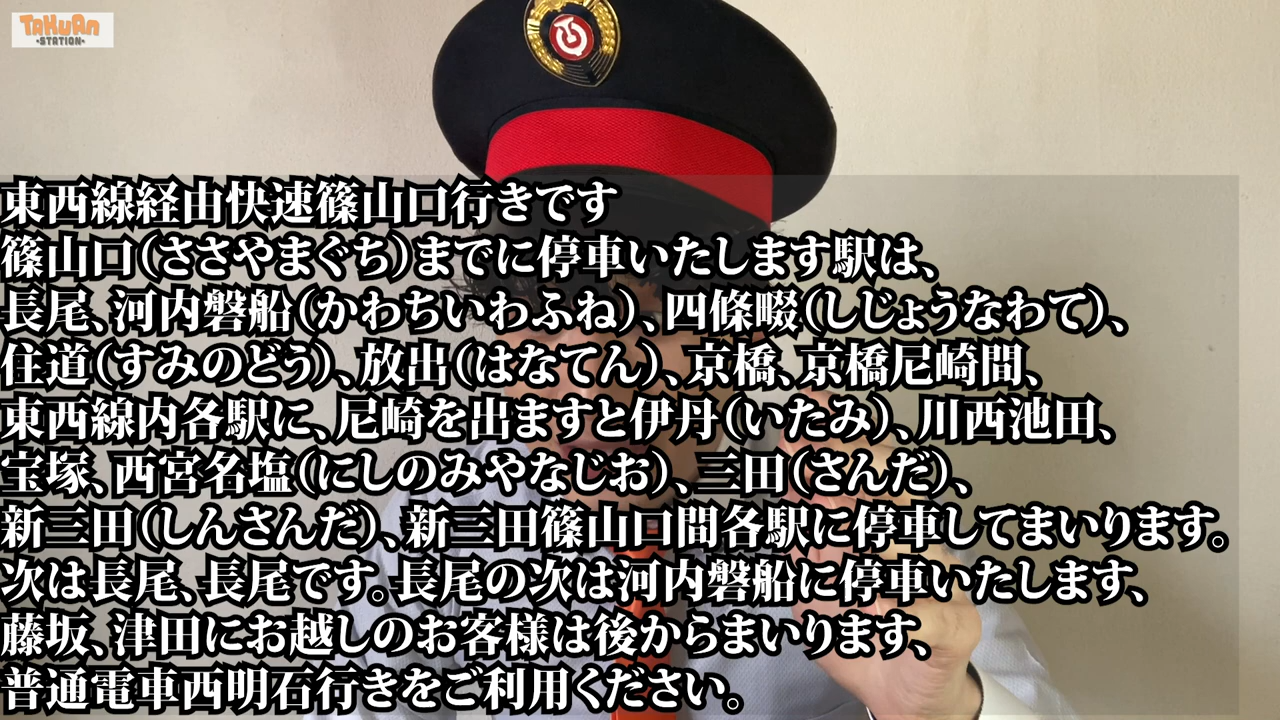 TAKUAN
•STATION•
東西線経由快速篠山口行きです
篠山口(ささやまぐち)までに停車いたします駅は、
長尾、河内磐船(かわちいわふね)、四條畷(しじょうなわて)、
住道(すみのどう)、放出(はなてん)、京橋、京橋尼崎間、
東西線内各駅に、尼崎を出ますと伊丹(いたみ)、川西池田、
宝塚、西宮名塩(にしのみやなじお)、三田(さんだ)、
新三田(しんさんだ)、新三田篠山口間各駅に停車してまいります。
次は長尾、長尾です。長尾の次は河内磐船に停車いたします、
藤坂、津田にお越しのお客様は後からまいります、
普通電車西明石行きをご利用ください。